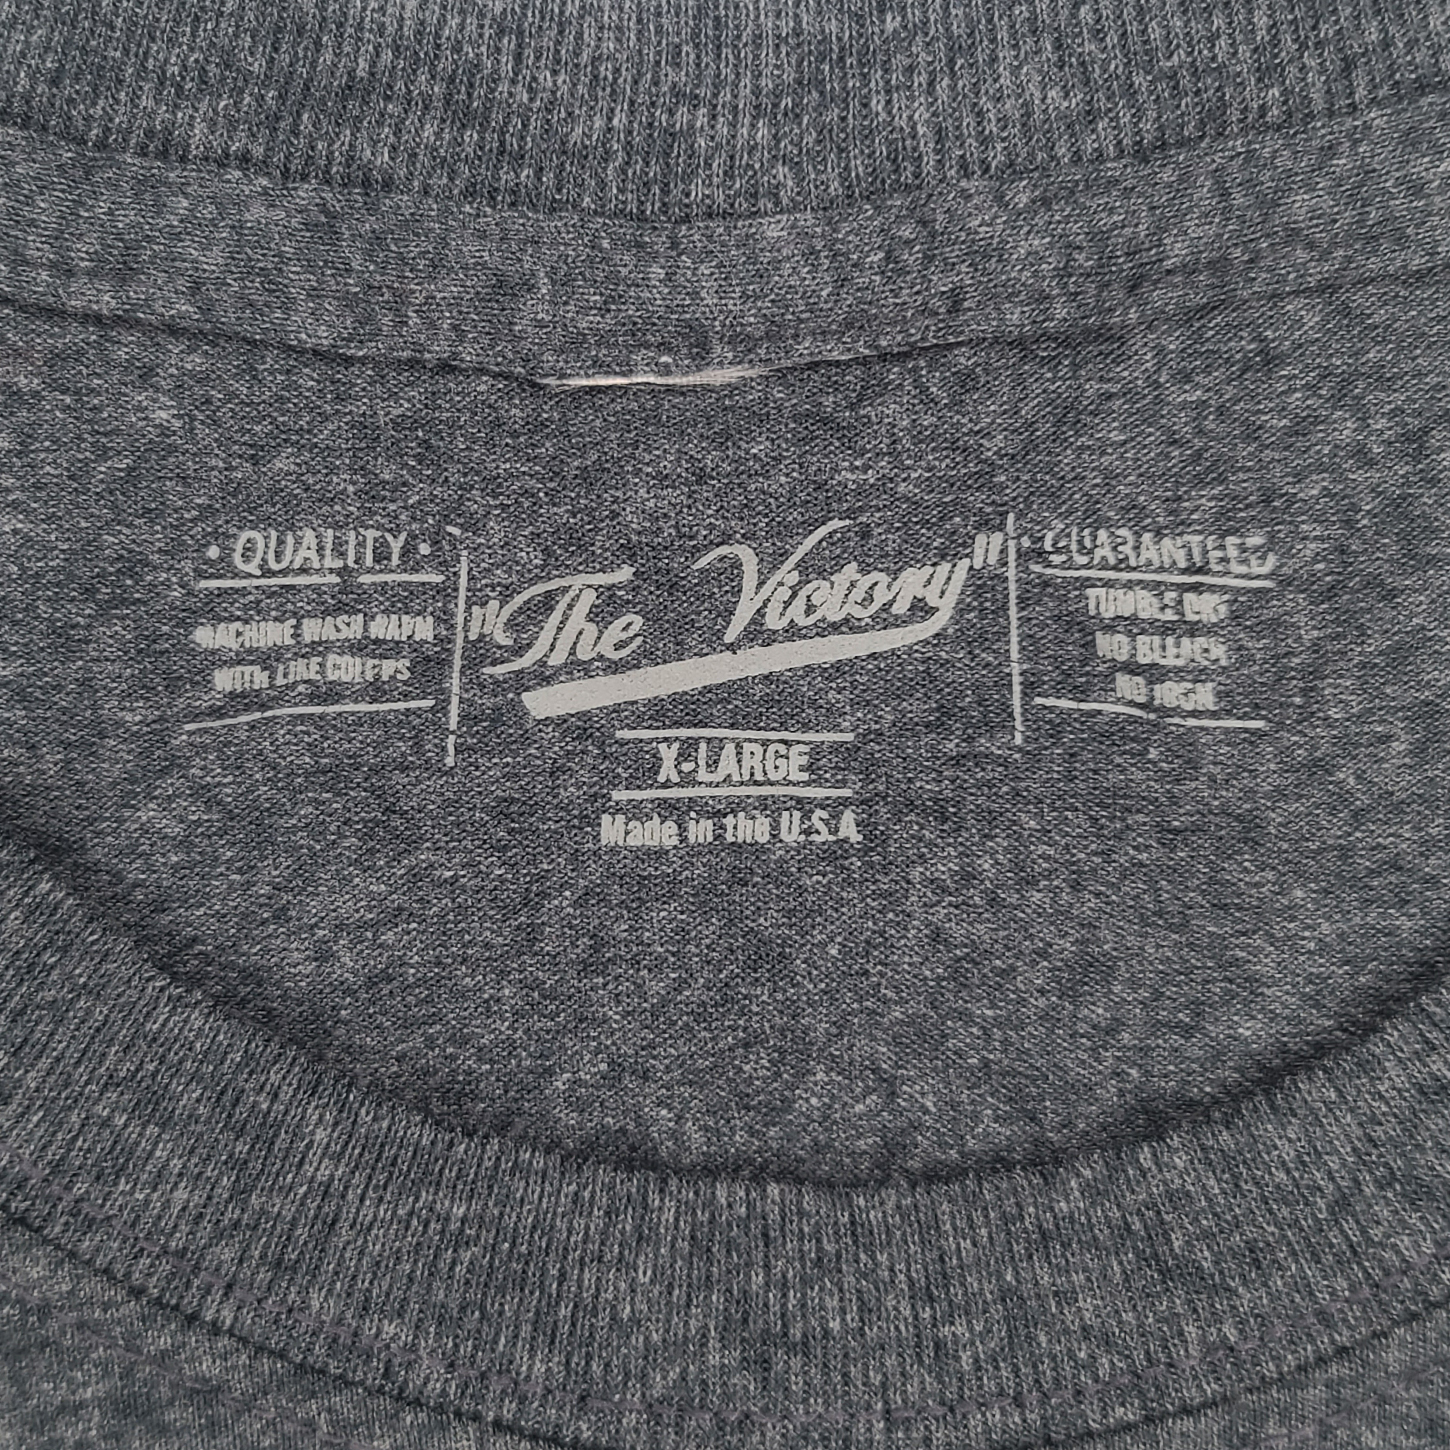 • QUALITY •
MACHINE WASH WARM
WITH LIKE COLORS
"The Victory"
X-LARGE
Made in the U.S.A.
• GUARANTEED
TUMBLE DRY
NO BLEACH
NO IRON